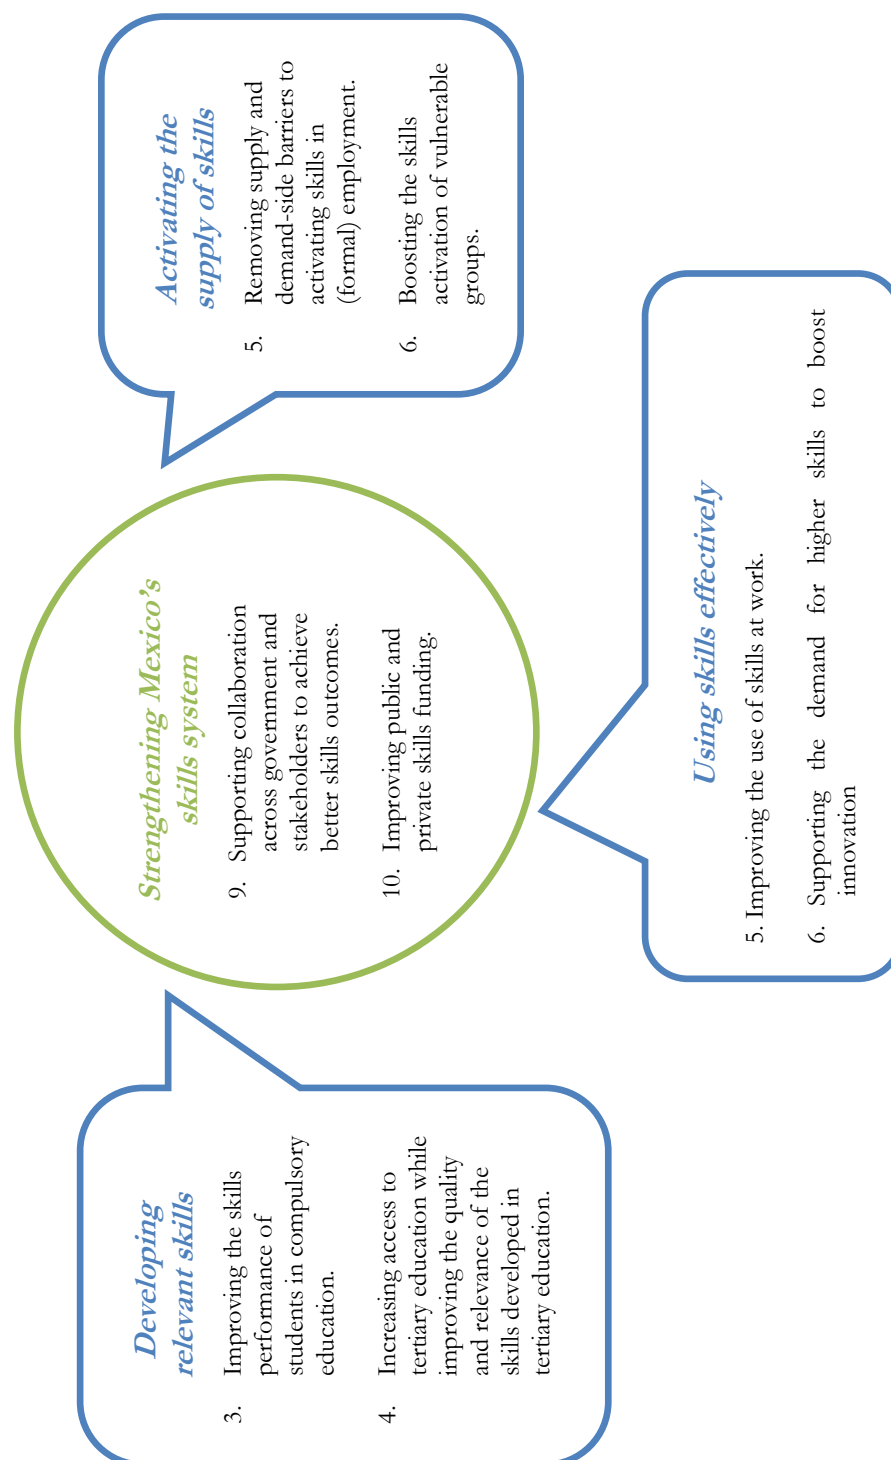 Developing
relevant skills
3. Improving the skills
performance of
students in compulsory
education.
4. Increasing access to
tertiary education while
improving the quality
and relevance of the
skills developed in
tertiary education.
Strengthening Mexico's
skills system
9. Supporting collaboration
across government and
stakeholders to achieve
better skills outcomes.
10. Improving public and
private skills funding.
Activating the
supply of skills
5. Removing supply and
demand-side barriers to
activating skills in
(formal) employment.
6. Boosting the skills
activation of vulnerable
groups.
Using skills effectively
5. Improving the use of skills at work.
6. Supporting the demand for higher skills to boost
innovation